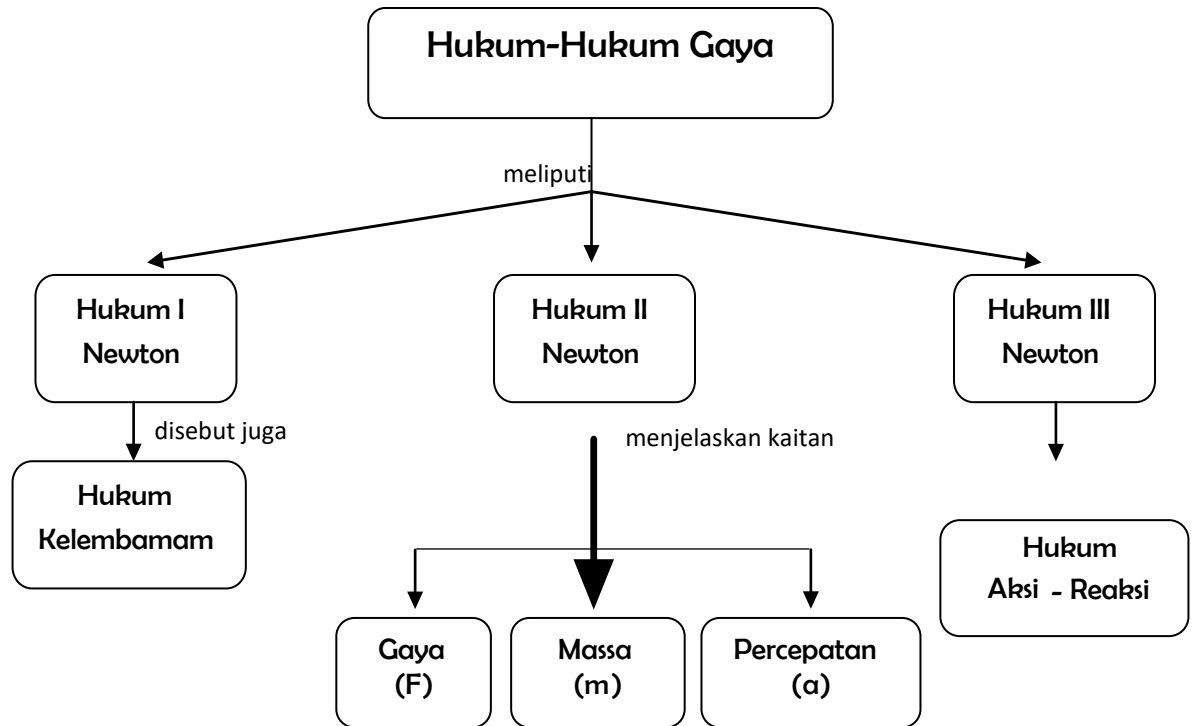 Hukum-Hukum Gaya
meliputi
Hukum I
Newton
Hukum II
Newton
Hukum III
Newton
disebut juga
menjelaskan kaitan
Hukum
Kelembamam
Hukum
Aksi - Reaksi
Gaya
(F)
Massa
(m)
Percepatan
(a)